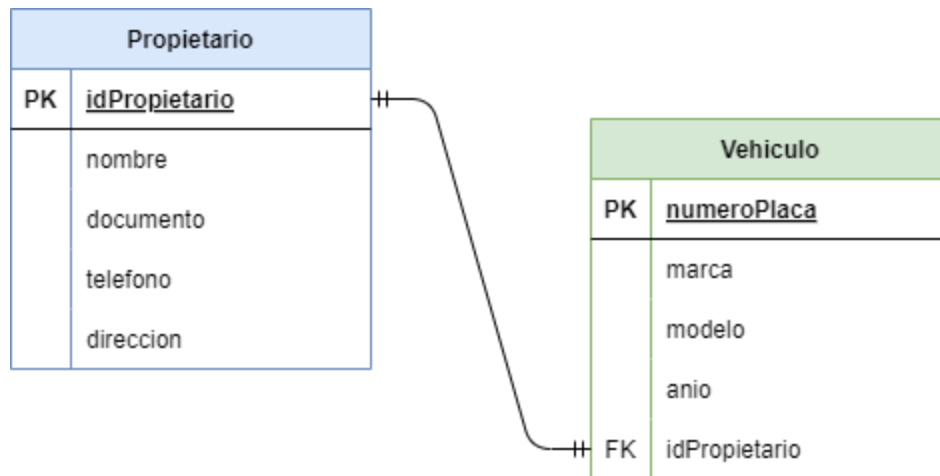 Propietario
PK idPropietario
nombre
documento
telefono
direccion
Vehiculo
PK numeroPlaca
marca
modelo
anio
FK idPropietario